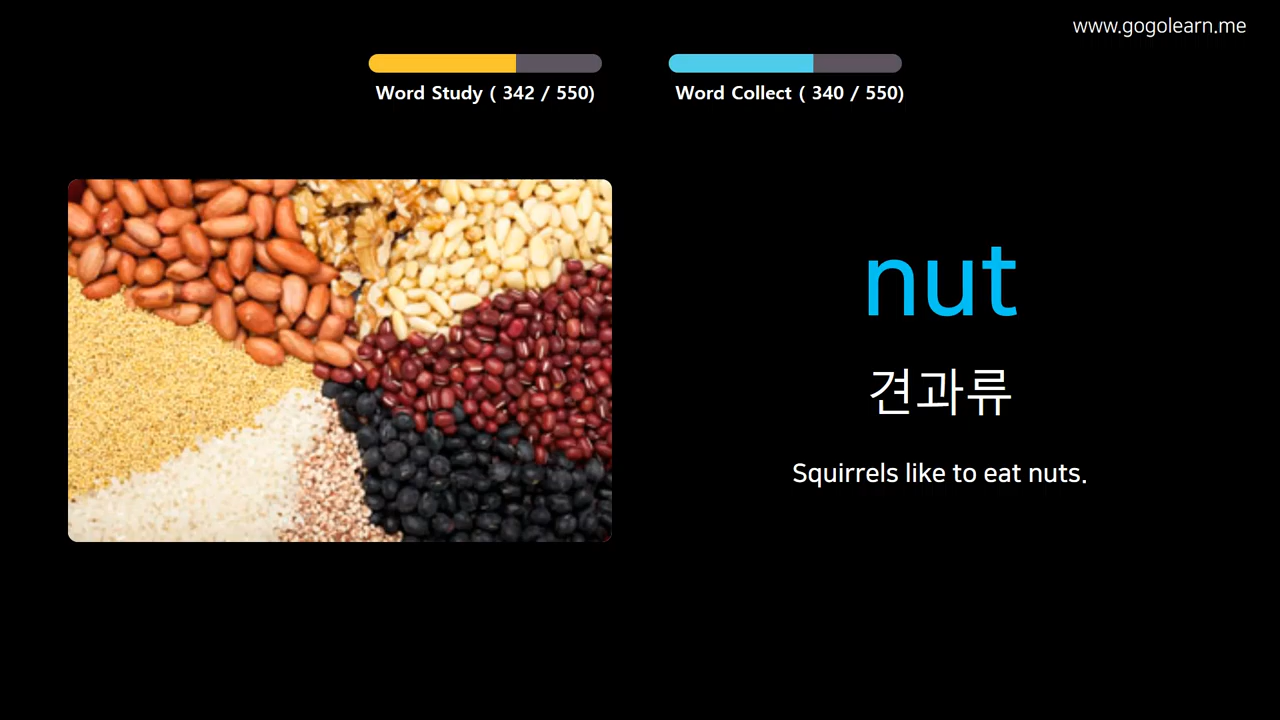 www.gogolearn.me
Word Study ( 342 / 550)
Word Collect ( 340 / 550)
nut
견과류
Squirrels like to eat nuts.